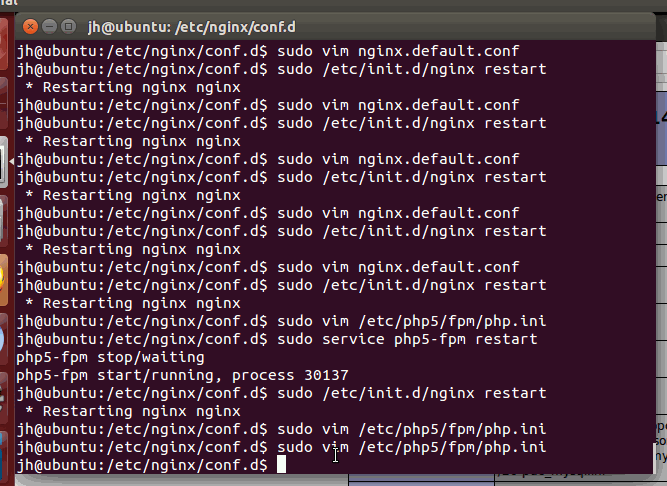 jh@ubuntu: /etc/nginx/conf.d
jh@ubuntu:/etc/nginx/conf.d$ sudo vim nginx.default.conf
jh@ubuntu:/etc/nginx/conf.d$ sudo /etc/init.d/nginx restart
 * Restarting nginx nginx
jh@ubuntu:/etc/nginx/conf.d$ sudo vim nginx.default.conf
jh@ubuntu:/etc/nginx/conf.d$ sudo /etc/init.d/nginx restart
 * Restarting nginx nginx
jh@ubuntu:/etc/nginx/conf.d$ sudo vim nginx.default.conf
jh@ubuntu:/etc/nginx/conf.d$ sudo /etc/init.d/nginx restart
 * Restarting nginx nginx
jh@ubuntu:/etc/nginx/conf.d$ sudo vim nginx.default.conf
jh@ubuntu:/etc/nginx/conf.d$ sudo /etc/init.d/nginx restart
 * Restarting nginx nginx
jh@ubuntu:/etc/nginx/conf.d$ sudo vim nginx.default.conf
jh@ubuntu:/etc/nginx/conf.d$ sudo /etc/init.d/nginx restart
 * Restarting nginx nginx
jh@ubuntu:/etc/nginx/conf.d$ sudo vim /etc/php5/fpm/php.ini
jh@ubuntu:/etc/nginx/conf.d$ sudo service php5-fpm restart
php5-fpm stop/waiting
php5-fpm start/running, process 30137
jh@ubuntu:/etc/nginx/conf.d$ sudo /etc/init.d/nginx restart
 * Restarting nginx nginx
jh@ubuntu:/etc/nginx/conf.d$ sudo vim /etc/php5/fpm/php.ini
jh@ubuntu:/etc/nginx/conf.d$ sudo vim /etc/php5/fpm/php.ini
jh@ubuntu:/etc/nginx/conf.d$